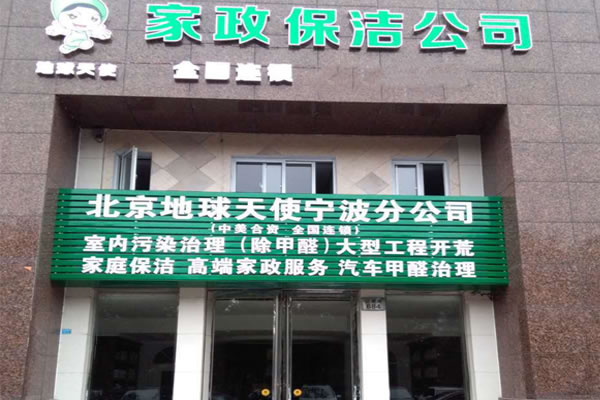 家政保洁公司
地球天使 全国连锁
北京地球天使宁波分公司
(中美合资 全国连锁)
室内污染治理(除甲醛)大型工程开荒
家庭保洁 高端家政服务 汽车甲醛治理